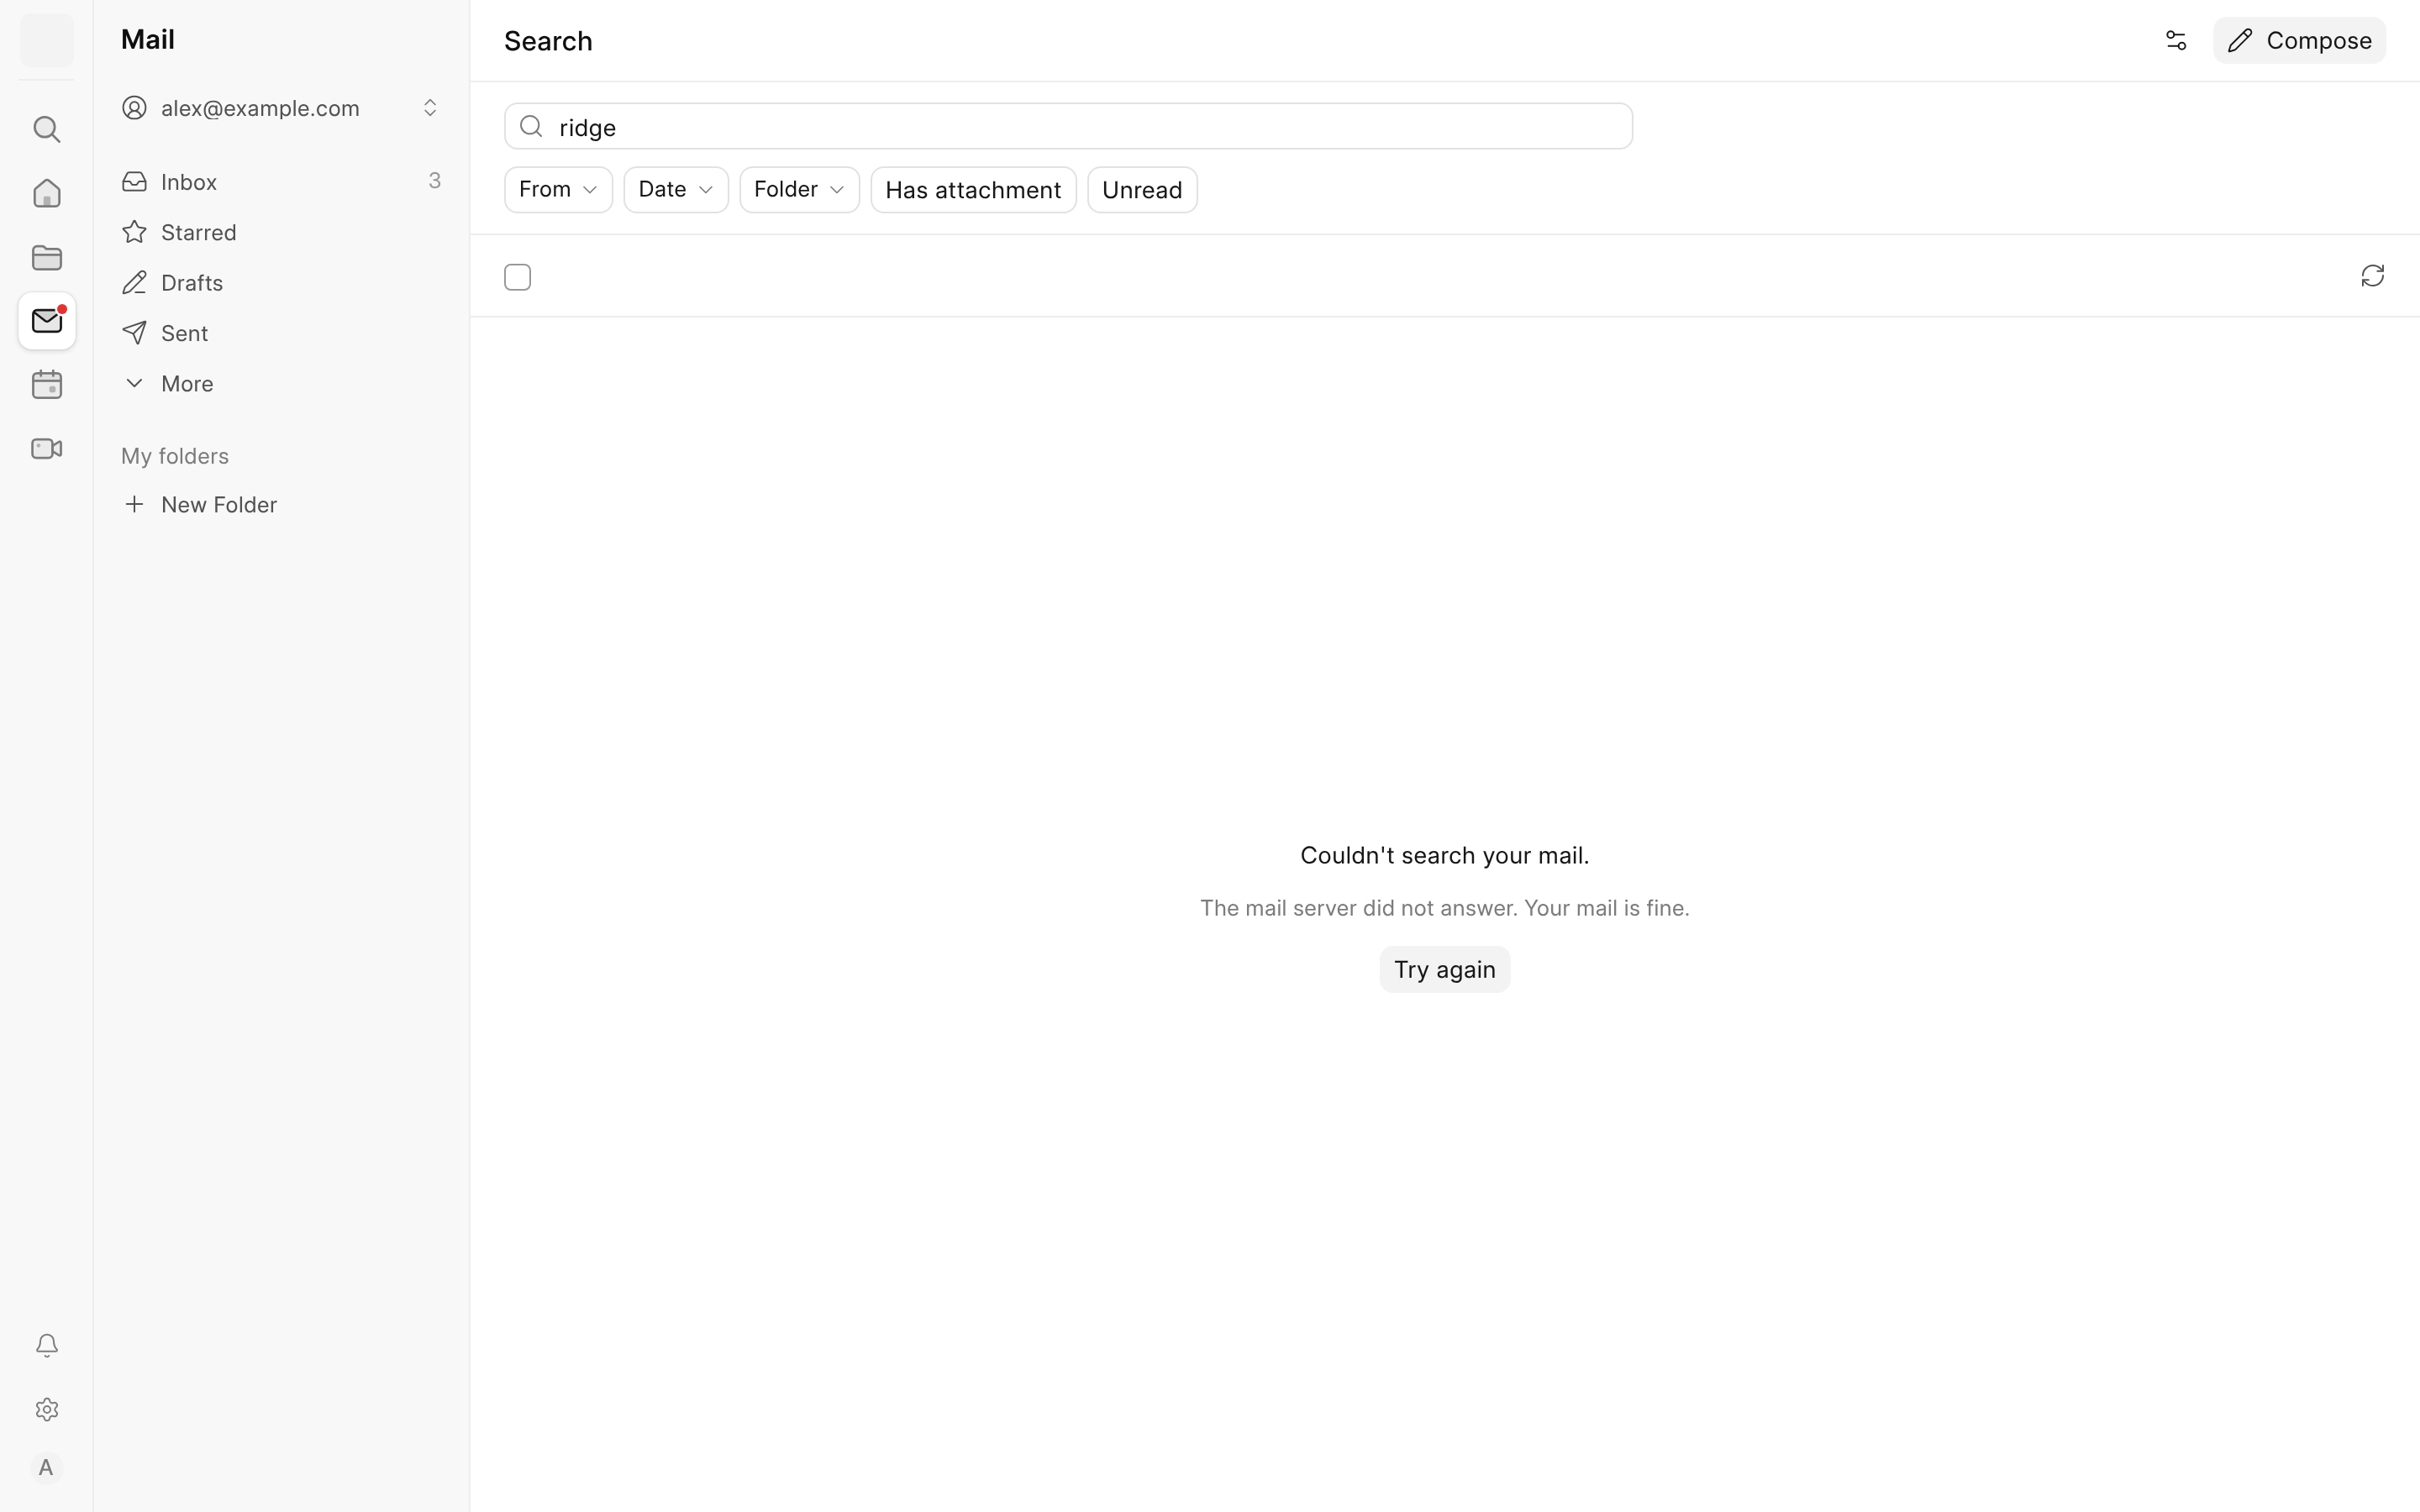 Mail
alex@example.com
Inbox 3
Starred
Drafts
Sent
More
My folders
New Folder
A
Search
Compose
ridge
From Date Folder Has attachment Unread
Couldn't search your mail.
The mail server did not answer. Your mail is fine.
Try again